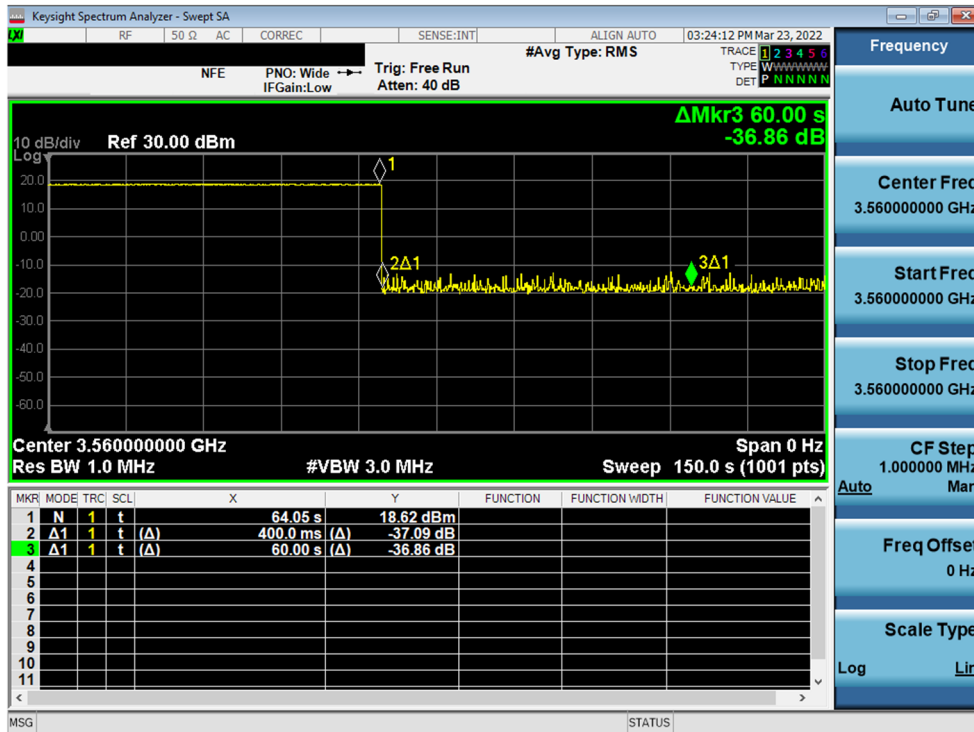 Keysight Spectrum Analyzer - Swept SA
LXI RF 50 Ω AC CORREC SENSE:INT ALIGN AUTO 03:24:12 PM Mar 23, 2022
NFE PNO: Wide IFGain:Low
Trig: Free Run
Atten: 40 dB
#Avg Type: RMS
TRACE 1 2 3 4 5 6
TYPE WWWWWW
DET P N N N N N
ΔMkr3 60.00 s
-36.86 dB
10 dB/div Ref 30.00 dBm
Log
20.0
10.0
0.00
-10.0
-20.0
-30.0
-40.0
-50.0
-60.0
1
2Δ1
3Δ1
Center 3.560000000 GHz Span 0 Hz
Res BW 1.0 MHz #VBW 3.0 MHz Sweep 150.0 s (1001 pts)
MKR MODE TRC SCL X Y FUNCTION FUNCTION WIDTH FUNCTION VALUE
1 N 1 t 64.05 s 18.62 dBm
2 Δ1 1 t (Δ) 400.0 ms (Δ) -37.09 dB
3 Δ1 1 t (Δ) 60.00 s (Δ) -36.86 dB
4
5
6
7
8
9
10
11
MSG STATUS
Frequency
Auto Tune
Center Freq
3.560000000 GHz
Start Freq
3.560000000 GHz
Stop Freq
3.560000000 GHz
CF Step
1.000000 MHz
Auto Man
Freq Offset
0 Hz
Scale Type
Log Lin